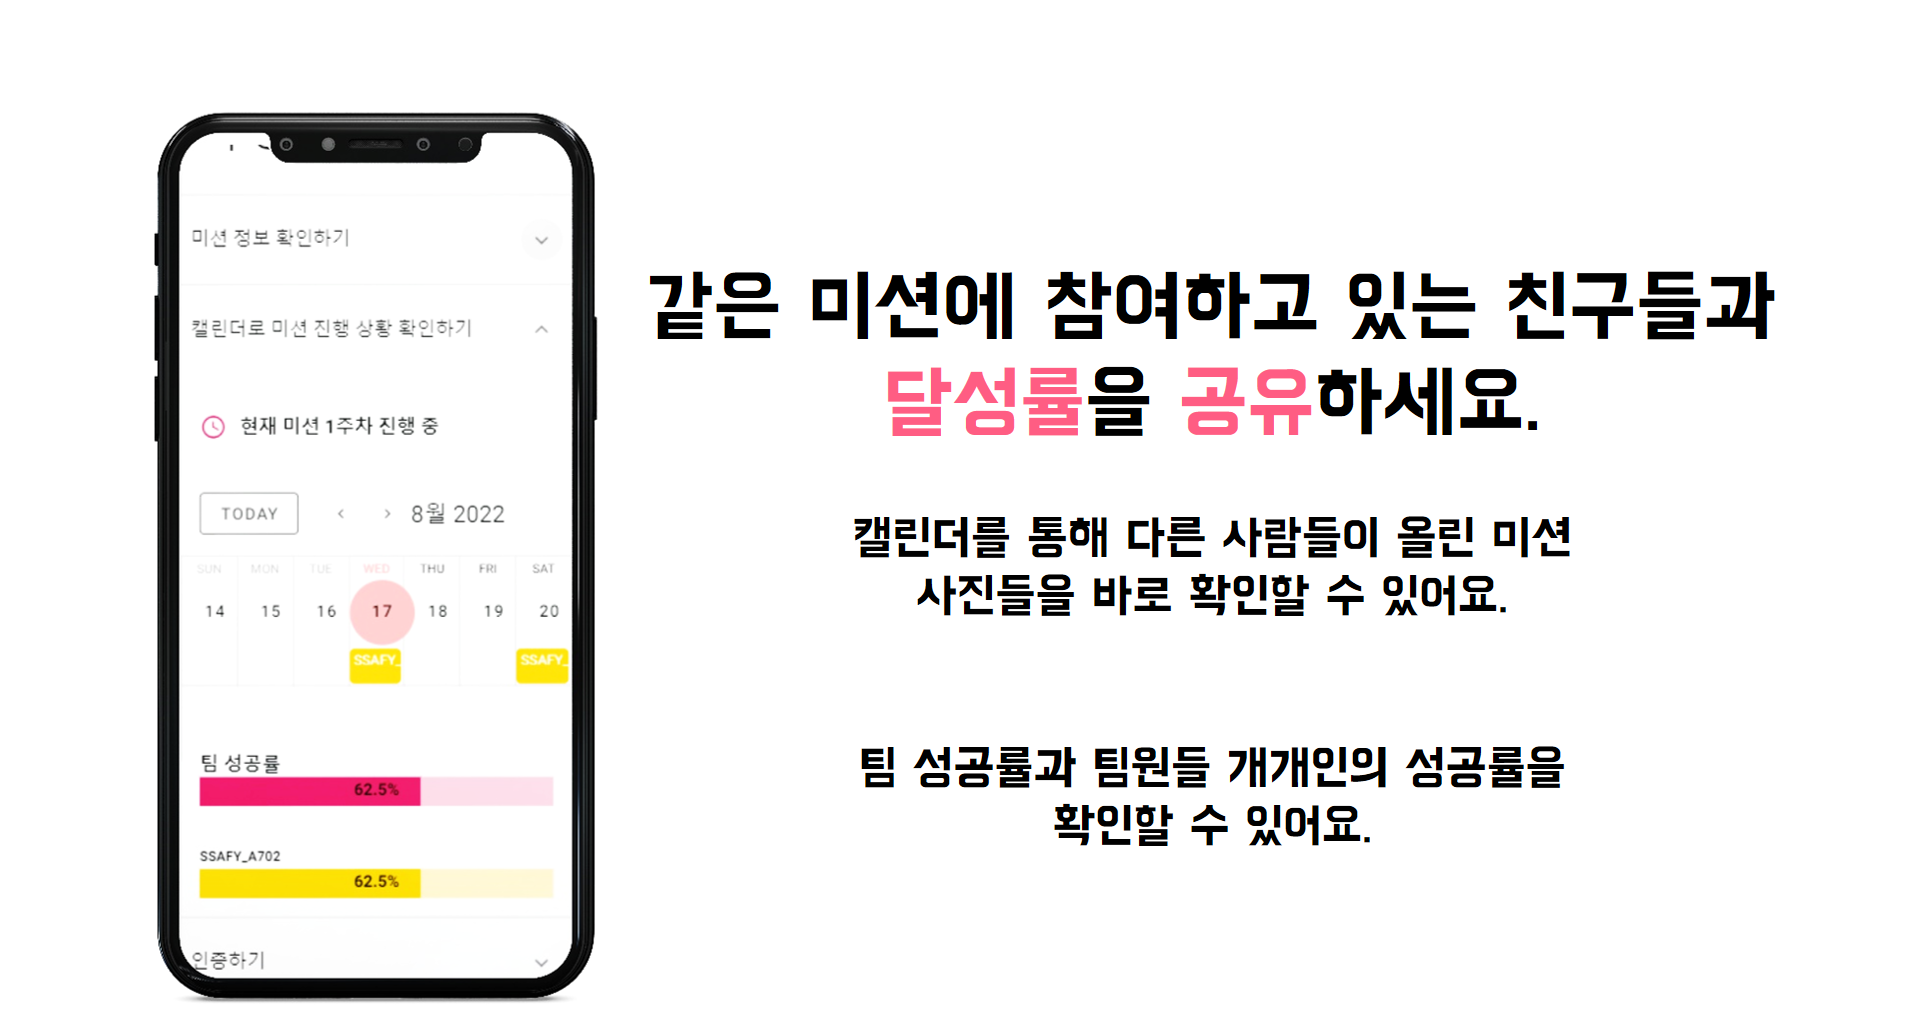 미션 정보 확인하기
캘린더로 미션 진행 상황 확인하기
현재 미션 1주차 진행 중
TODAY < > 8월 2022
SUN MON TUE WED THU FRI SAT
14 15 16 17 18 19 20
SSAFY_ SSAFY_
팀 성공률
62.5%
SSAFY_A702
62.5%
인증하기
같은 미션에 참여하고 있는 친구들과
달성률을 공유하세요.
캘린더를 통해 다른 사람들이 올린 미션
사진들을 바로 확인할 수 있어요.
팀 성공률과 팀원들 개개인의 성공률을
확인할 수 있어요.